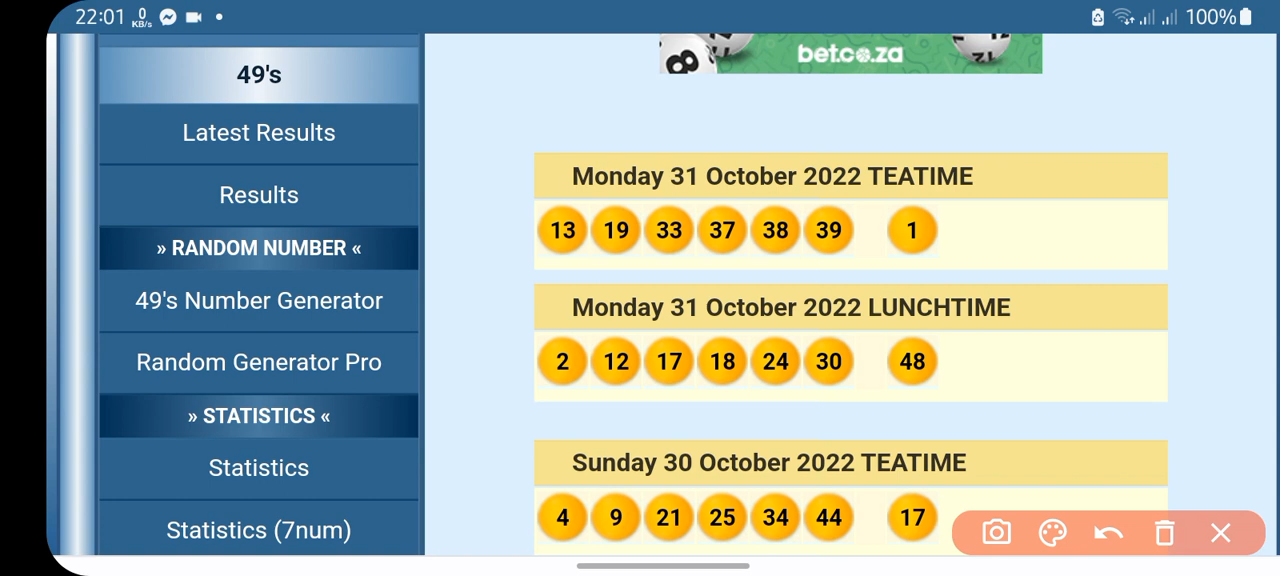 22:01 0 KB/s 100%
bet.co.za
8 12
49's
Latest Results
Results
» RANDOM NUMBER «
49's Number Generator
Random Generator Pro
» STATISTICS «
Statistics
Statistics (7num)
Monday 31 October 2022 TEATIME
13 19 33 37 38 39 1
Monday 31 October 2022 LUNCHTIME
2 12 17 18 24 30 48
Sunday 30 October 2022 TEATIME
4 9 21 25 34 44 17